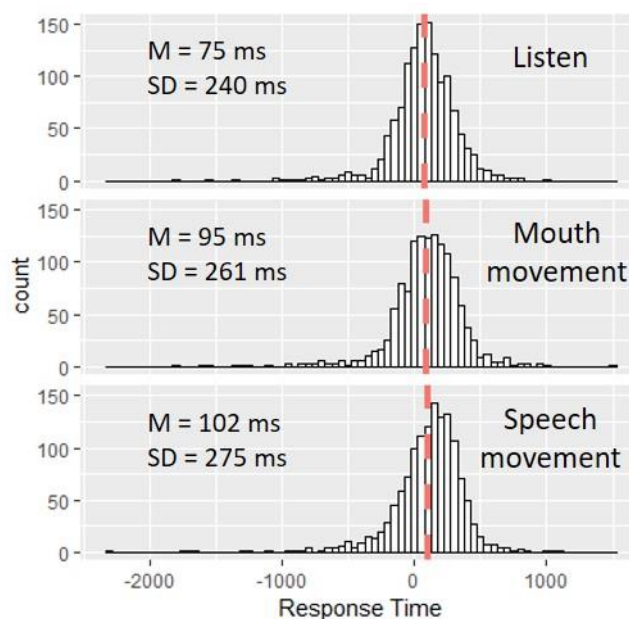 150
100
50
0
M = 75 ms
SD = 240 ms
Listen
150
100
50
0
M = 95 ms
SD = 261 ms
Mouth
movement
count
150
100
50
0
M = 102 ms
SD = 275 ms
Speech
movement
-2000 -1000 0 1000
Response Time